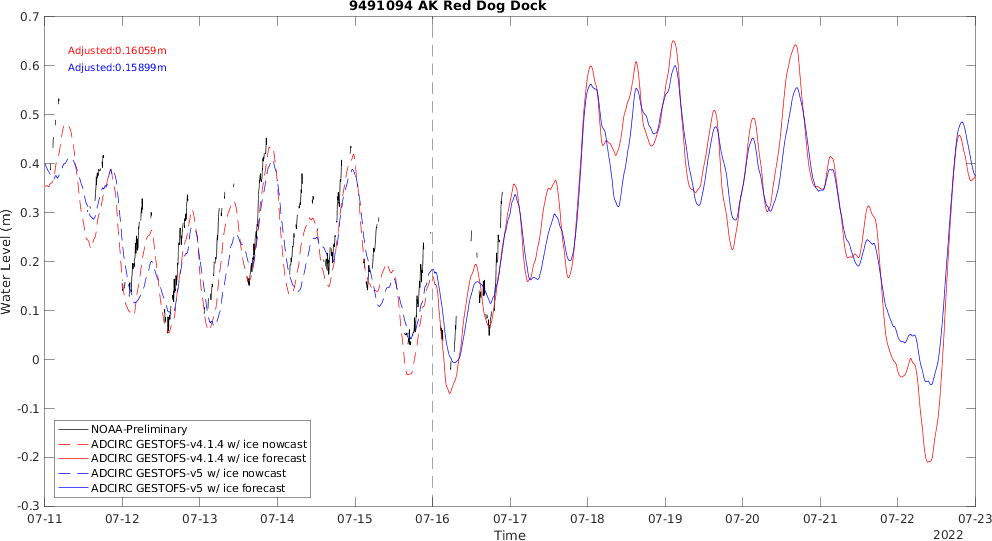 9491094 AK Red Dog Dock
0.7
0.6
0.5
0.4
0.3
0.2
0.1
0
-0.1
-0.2
-0.3
Water Level (m)
Adjusted:0.16059m
Adjusted:0.15899m
NOAA-Preliminary
ADCIRC GESTOFS-v4.1.4 w/ ice nowcast
ADCIRC GESTOFS-v4.1.4 w/ ice forecast
ADCIRC GESTOFS-v5 w/ ice nowcast
ADCIRC GESTOFS-v5 w/ ice forecast
07-11 07-12 07-13 07-14 07-15 07-16 07-17 07-18 07-19 07-20 07-21 07-22 07-23
Time
2022